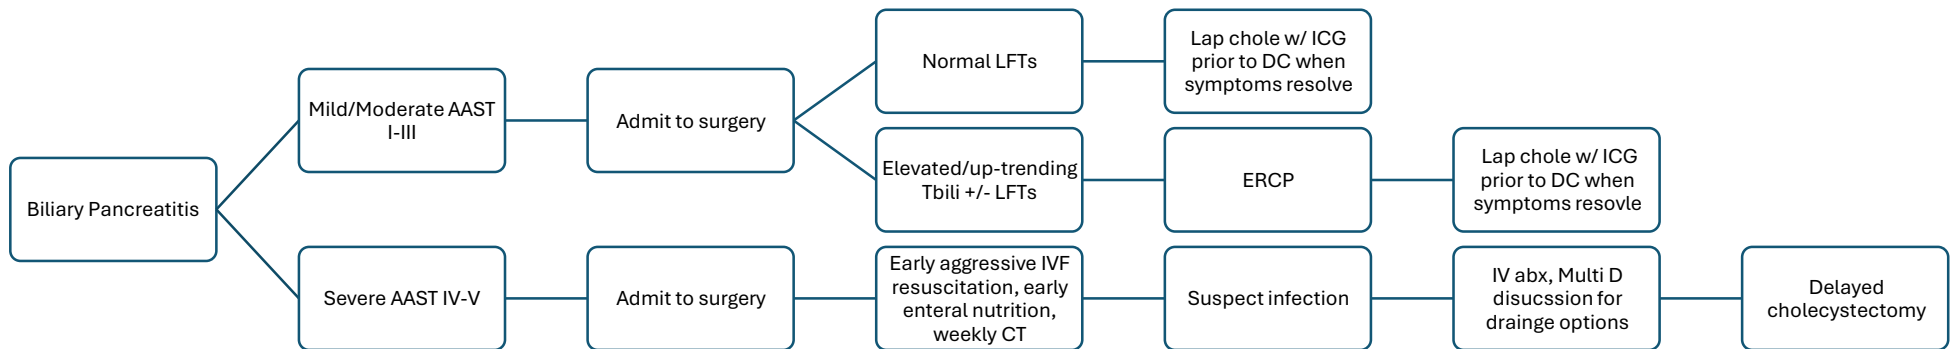 Biliary Pancreatitis
Mild/Moderate AAST
I-III
Admit to surgery
Normal LFTs
Lap chole w/ ICG
prior to DC when
symptoms resolve
Elevated/up-trending
Tbili +/- LFTs
ERCP
Lap chole w/ ICG
prior to DC when
symptoms resovle
Severe AAST IV-V
Admit to surgery
Early aggressive IVF
resuscitation, early
enteral nutrition,
weekly CT
Suspect infection
IV abx, Multi D
disucssion for
drainge options
Delayed
cholecystectomy